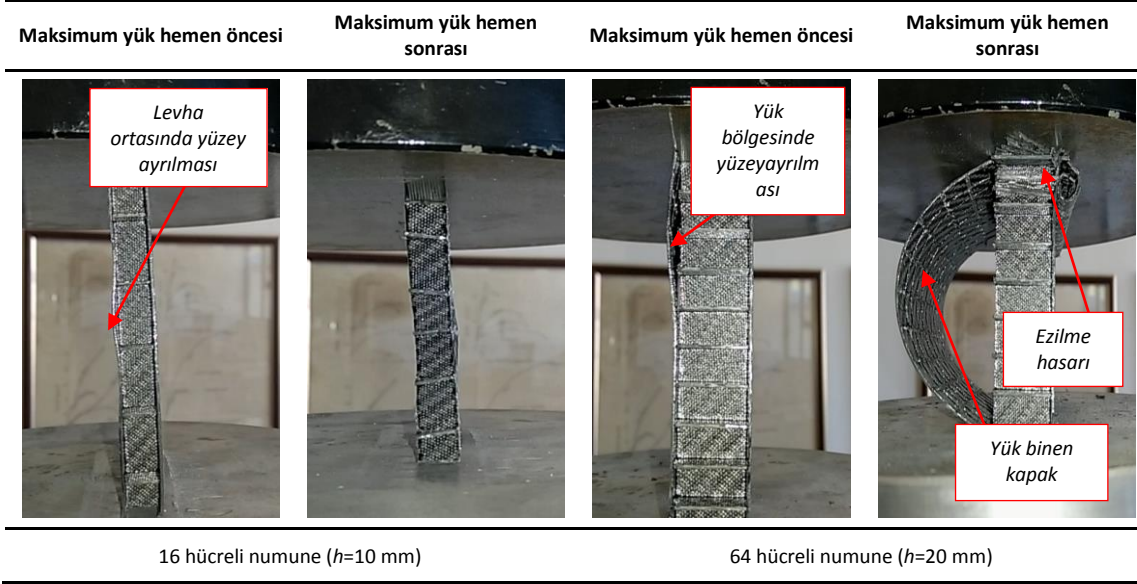 Maksimum yük hemen öncesi
Maksimum yük hemen
sonrası
Maksimum yük hemen öncesi
Maksimum yük hemen
sonrası
Levha
ortasında yüzey
ayrılması
Yük
bölgesinde
yüzeyayrılm
ası
Ezilme
hasarı
Yük binen
kapak
16 hücreli numune (h=10 mm)
64 hücreli numune (h=20 mm)